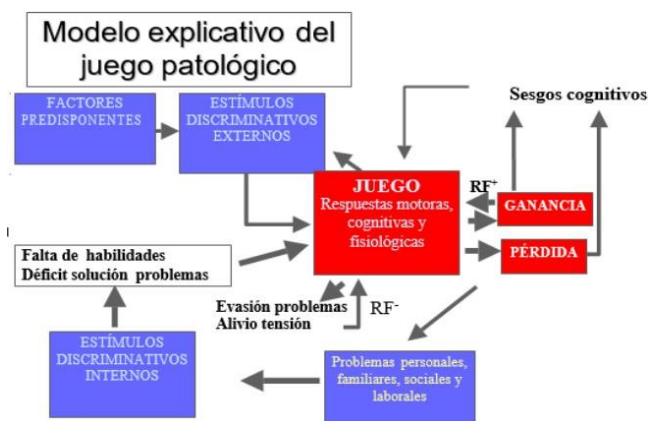 Modelo explicativo del
juego patológico
FACTORES
PREDISPONENTES
ESTÍMULOS
DISCRIMINATIVOS
EXTERNOS
Sesgos cognitivos
JUEGO
Respuestas motoras,
cognitivas y
fisiológicas
RF+
GANANCIA
PÉRDIDA
Falta de habilidades
Déficit solución problemas
Evasión problemas
Alivio tensión
RF-
ESTÍMULOS
DISCRIMINATIVOS
INTERNOS
Problemas personales,
familiares, sociales y
laborales